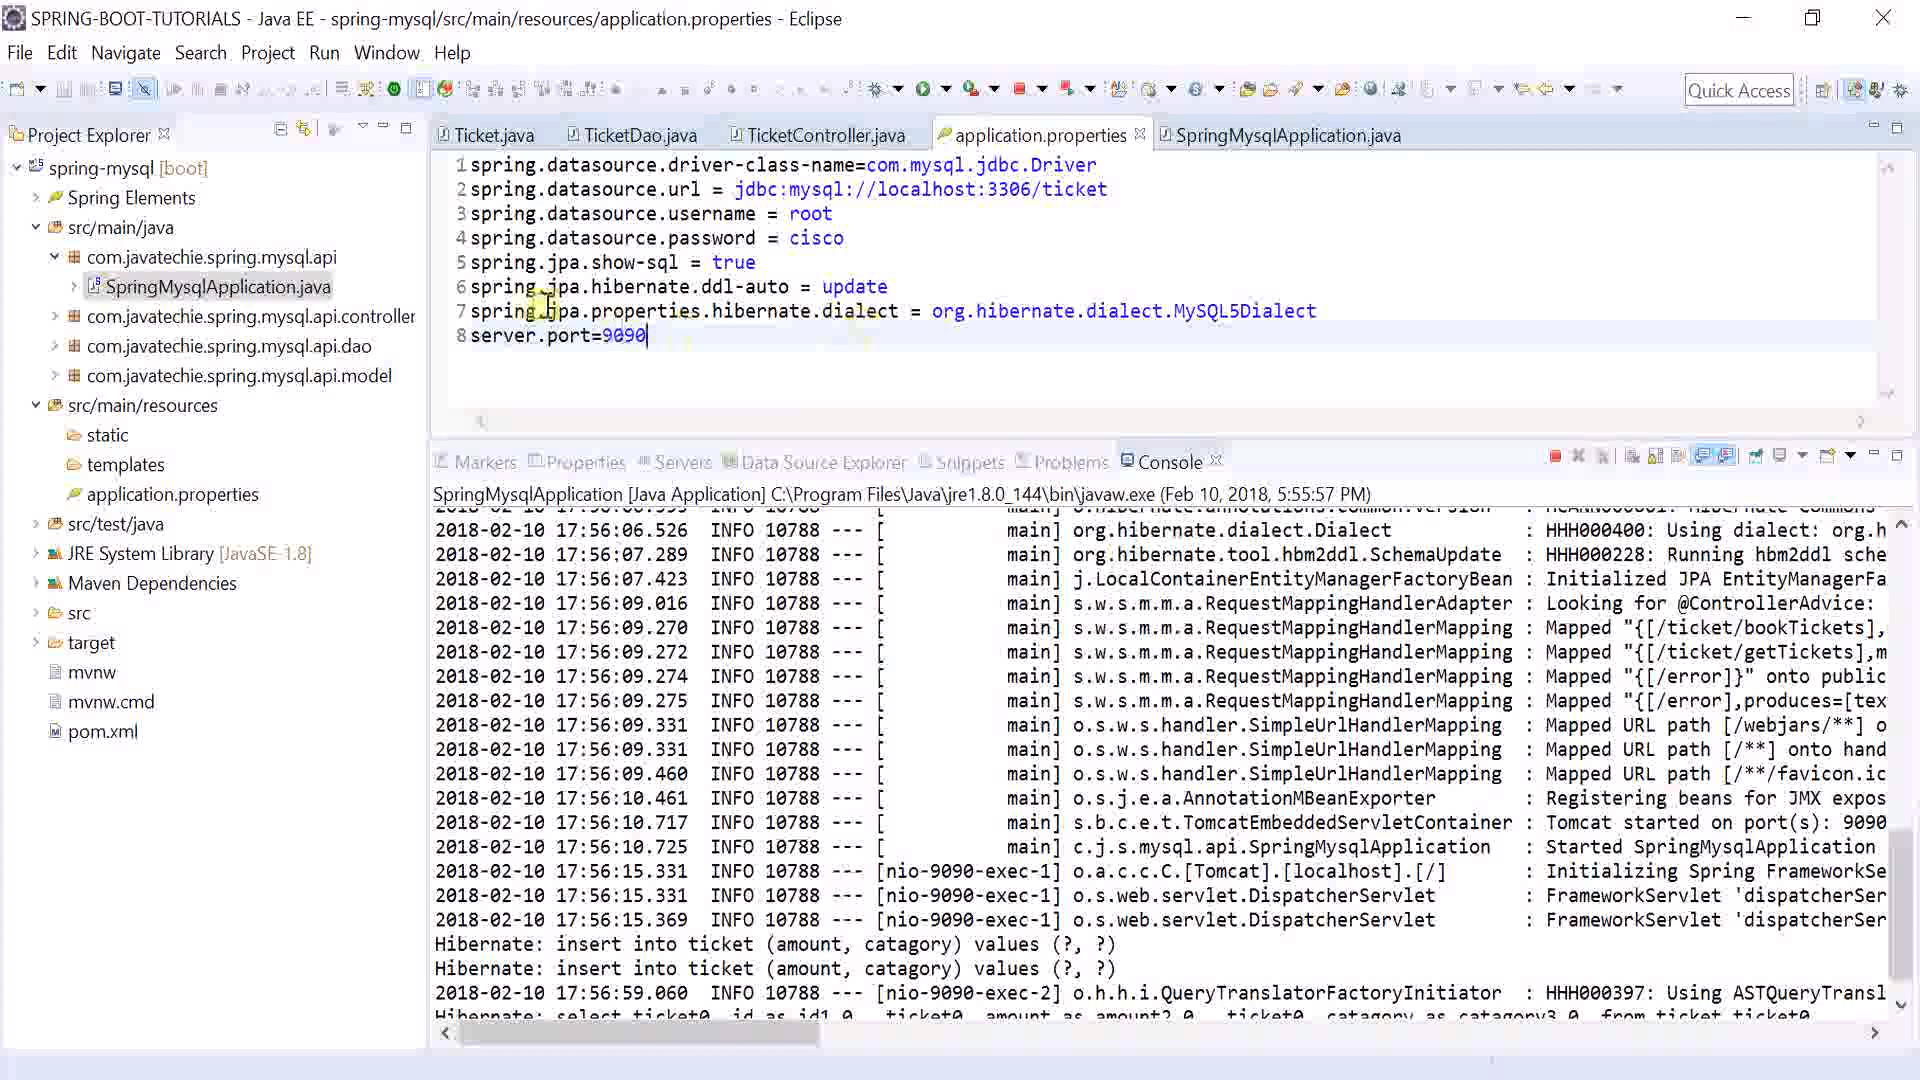 SPRING-BOOT-TUTORIALS - Java EE - spring-mysql/src/main/resources/application.properties - Eclipse
File Edit Navigate Search Project Run Window Help
Quick Access
Project Explorer
spring-mysql [boot]
Spring Elements
src/main/java
com.javatechie.spring.mysql.api
SpringMysqlApplication.java
com.javatechie.spring.mysql.api.controller
com.javatechie.spring.mysql.api.dao
com.javatechie.spring.mysql.api.model
src/main/resources
static
templates
application.properties
src/test/java
JRE System Library [JavaSE-1.8]
Maven Dependencies
src
target
mvnw
mvnw.cmd
pom.xml
Ticket.java TicketDao.java TicketController.java application.properties SpringMysqlApplication.java
1 spring.datasource.driver-class-name=com.mysql.jdbc.Driver
2 spring.datasource.url = jdbc:mysql://localhost:3306/ticket
3 spring.datasource.username = root
4 spring.datasource.password = cisco
5 spring.jpa.show-sql = true
6 spring.jpa.hibernate.ddl-auto = update
7 spring.jpa.properties.hibernate.dialect = org.hibernate.dialect.MySQL5Dialect
8 server.port=9090
Markers Properties Servers Data Source Explorer Snippets Problems Console
SpringMysqlApplication [Java Application] C:\Program Files\Java\jre1.8.0_144\bin\javaw.exe (Feb 10, 2018, 5:55:57 PM)
2018-02-10 17:56:06.526 INFO 10788 --- [ main] org.hibernate.dialect.Dialect : HHH000400: Using dialect: org.h
2018-02-10 17:56:07.289 INFO 10788 --- [ main] org.hibernate.tool.hbm2ddl.SchemaUpdate : HHH000228: Running hbm2ddl sche
2018-02-10 17:56:07.423 INFO 10788 --- [ main] j.LocalContainerEntityManagerFactoryBean : Initialized JPA EntityManagerFa
2018-02-10 17:56:09.016 INFO 10788 --- [ main] s.w.s.m.m.a.RequestMappingHandlerAdapter : Looking for @ControllerAdvice:
2018-02-10 17:56:09.270 INFO 10788 --- [ main] s.w.s.m.m.a.RequestMappingHandlerMapping : Mapped "{[/ticket/bookTickets],
2018-02-10 17:56:09.272 INFO 10788 --- [ main] s.w.s.m.m.a.RequestMappingHandlerMapping : Mapped "{[/ticket/getTickets],m
2018-02-10 17:56:09.274 INFO 10788 --- [ main] s.w.s.m.m.a.RequestMappingHandlerMapping : Mapped "{[/error]}" onto public
2018-02-10 17:56:09.275 INFO 10788 --- [ main] s.w.s.m.m.a.RequestMappingHandlerMapping : Mapped "{[/error],produces=[tex
2018-02-10 17:56:09.331 INFO 10788 --- [ main] o.s.w.s.handler.SimpleUrlHandlerMapping : Mapped URL path [/webjars/**] o
2018-02-10 17:56:09.331 INFO 10788 --- [ main] o.s.w.s.handler.SimpleUrlHandlerMapping : Mapped URL path [/**] onto hand
2018-02-10 17:56:09.460 INFO 10788 --- [ main] o.s.w.s.handler.SimpleUrlHandlerMapping : Mapped URL path [/**/favicon.ic
2018-02-10 17:56:10.461 INFO 10788 --- [ main] o.s.j.e.a.AnnotationMBeanExporter : Registering beans for JMX expos
2018-02-10 17:56:10.717 INFO 10788 --- [ main] s.b.c.e.t.TomcatEmbeddedServletContainer : Tomcat started on port(s): 9090
2018-02-10 17:56:10.725 INFO 10788 --- [ main] c.j.s.mysql.api.SpringMysqlApplication : Started SpringMysqlApplication
2018-02-10 17:56:15.331 INFO 10788 --- [nio-9090-exec-1] o.a.c.c.C.[Tomcat].[localhost].[/] : Initializing Spring FrameworkSe
2018-02-10 17:56:15.331 INFO 10788 --- [nio-9090-exec-1] o.s.web.servlet.DispatcherServlet : FrameworkServlet 'dispatcherSer
2018-02-10 17:56:15.369 INFO 10788 --- [nio-9090-exec-1] o.s.web.servlet.DispatcherServlet : FrameworkServlet 'dispatcherSer
Hibernate: insert into ticket (amount, catagory) values (?, ?)
Hibernate: insert into ticket (amount, catagory) values (?, ?)
2018-02-10 17:56:59.060 INFO 10788 --- [nio-9090-exec-2] o.h.h.i.QueryTranslatorFactoryInitiator : HHH000397: Using ASTQueryTransl
Hibernate: select ticket0_.id as id1_0_, ticket0_.amount as amount2_0_, ticket0_.catagory as catagory3_0_ from ticket ticket0_